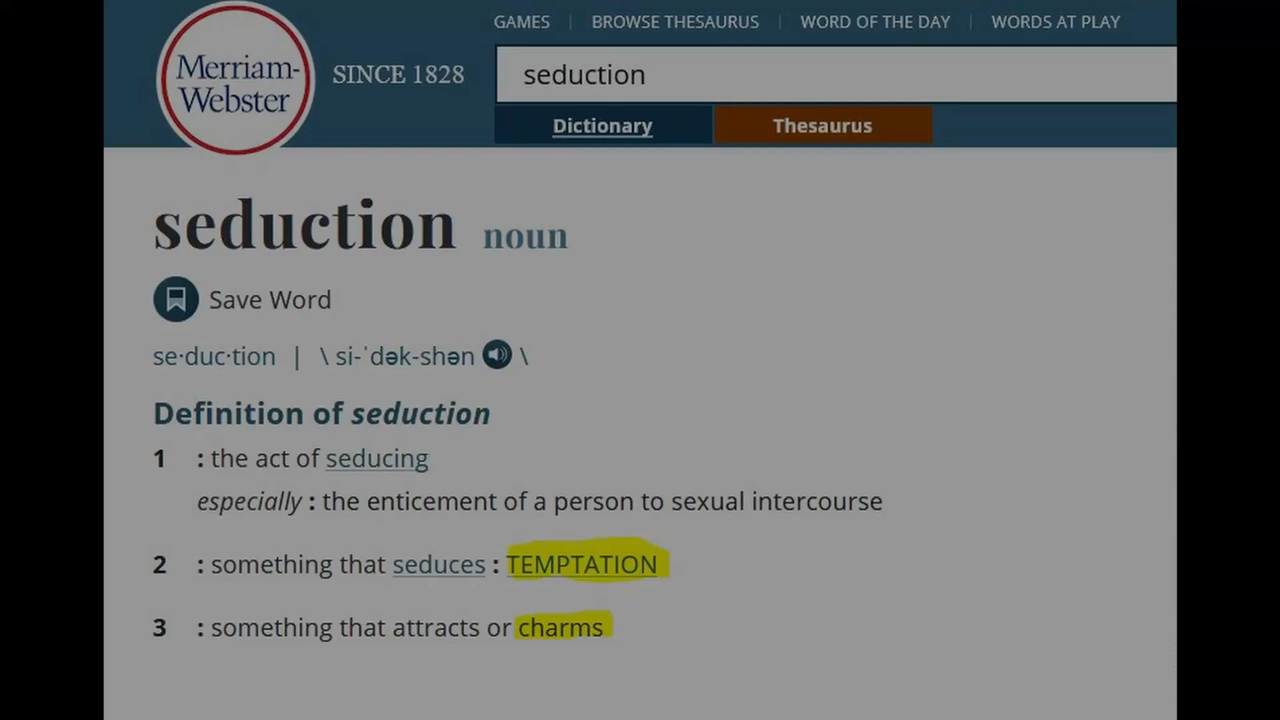 GAMES BROWSE THESAURUS WORD OF THE DAY WORDS AT PLAY
Merriam-
Webster
SINCE 1828
seduction
Dictionary Thesaurus
seduction noun
Save Word
se·duc·tion | \ si-ˈdək-shən \
Definition of seduction
1 : the act of seducing
especially : the enticement of a person to sexual intercourse
2 : something that seduces : TEMPTATION
3 : something that attracts or charms